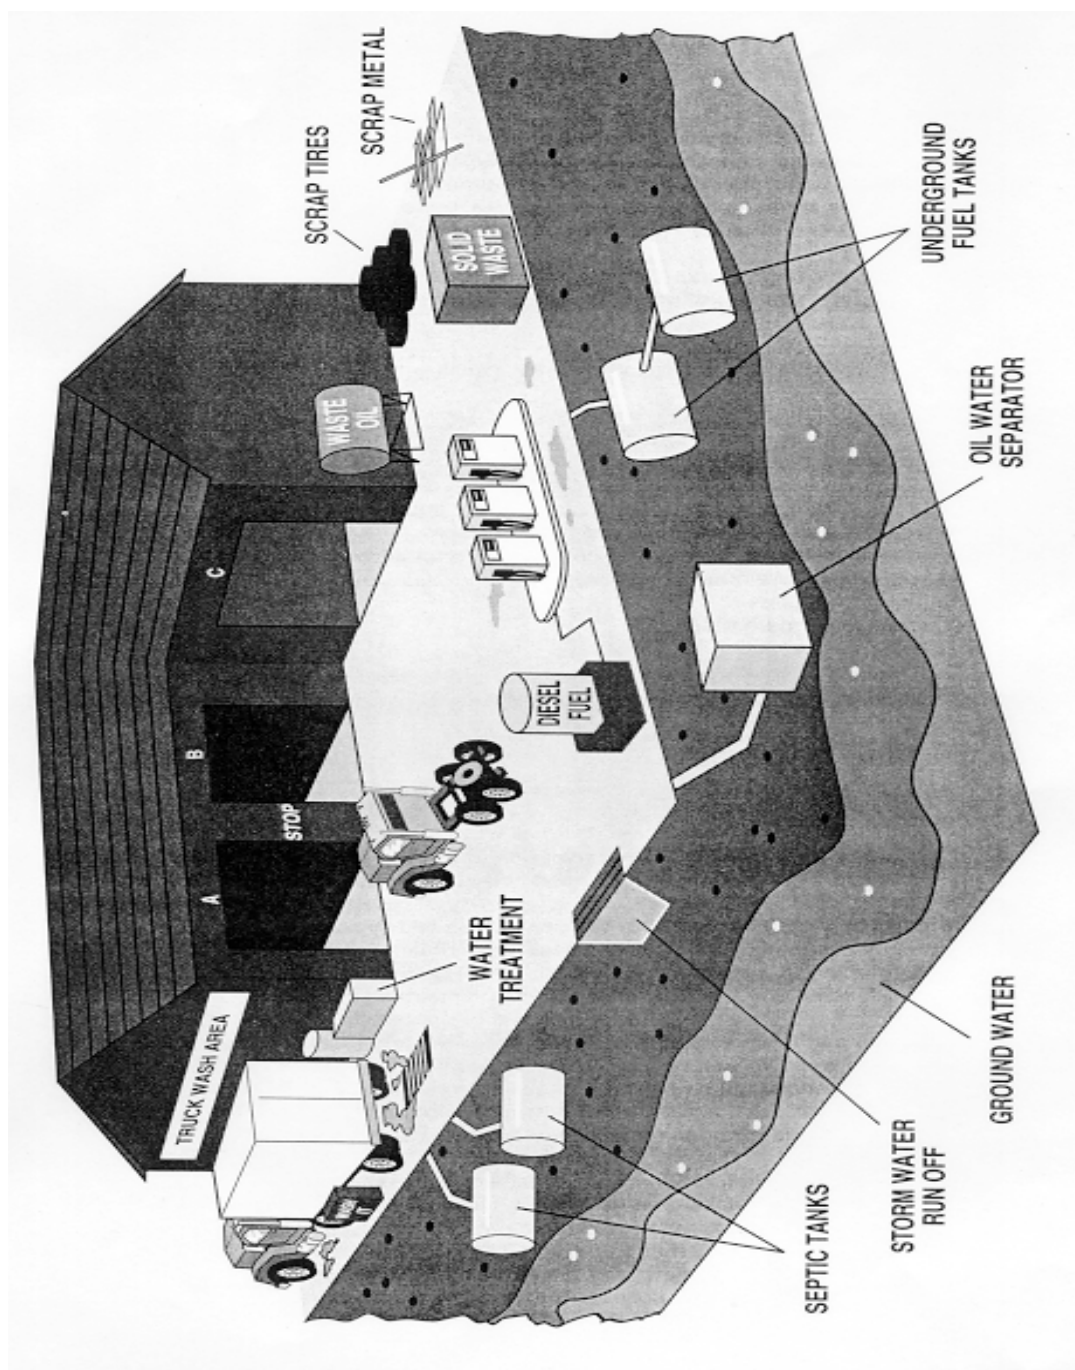 TRUCK WASH AREA
A
B
C
STOP
WASTE
OIL
SCRAP TIRES
SCRAP METAL
SOLID
WASTE
DIESEL
FUEL
WATER
TREATMENT
UNDERGROUND
FUEL TANKS
OIL WATER
SEPARATOR
SEPTIC TANKS
STORM WATER
RUN OFF
GROUND WATER